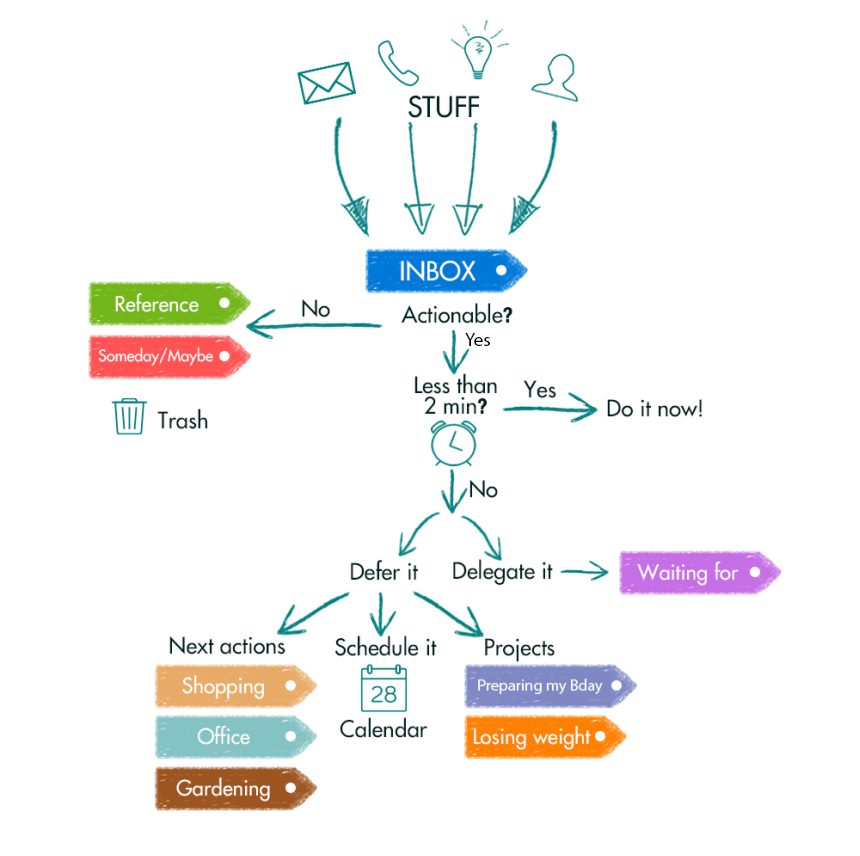 STUFF
INBOX
Actionable?
No
Reference
Someday/Maybe
Trash
Yes
Less than
2 min?
Yes
Do it now!
No
Defer it
Delegate it
Waiting for
Next actions
Shopping
Office
Gardening
Schedule it
28
Calendar
Projects
Preparing my Bday
Losing weight